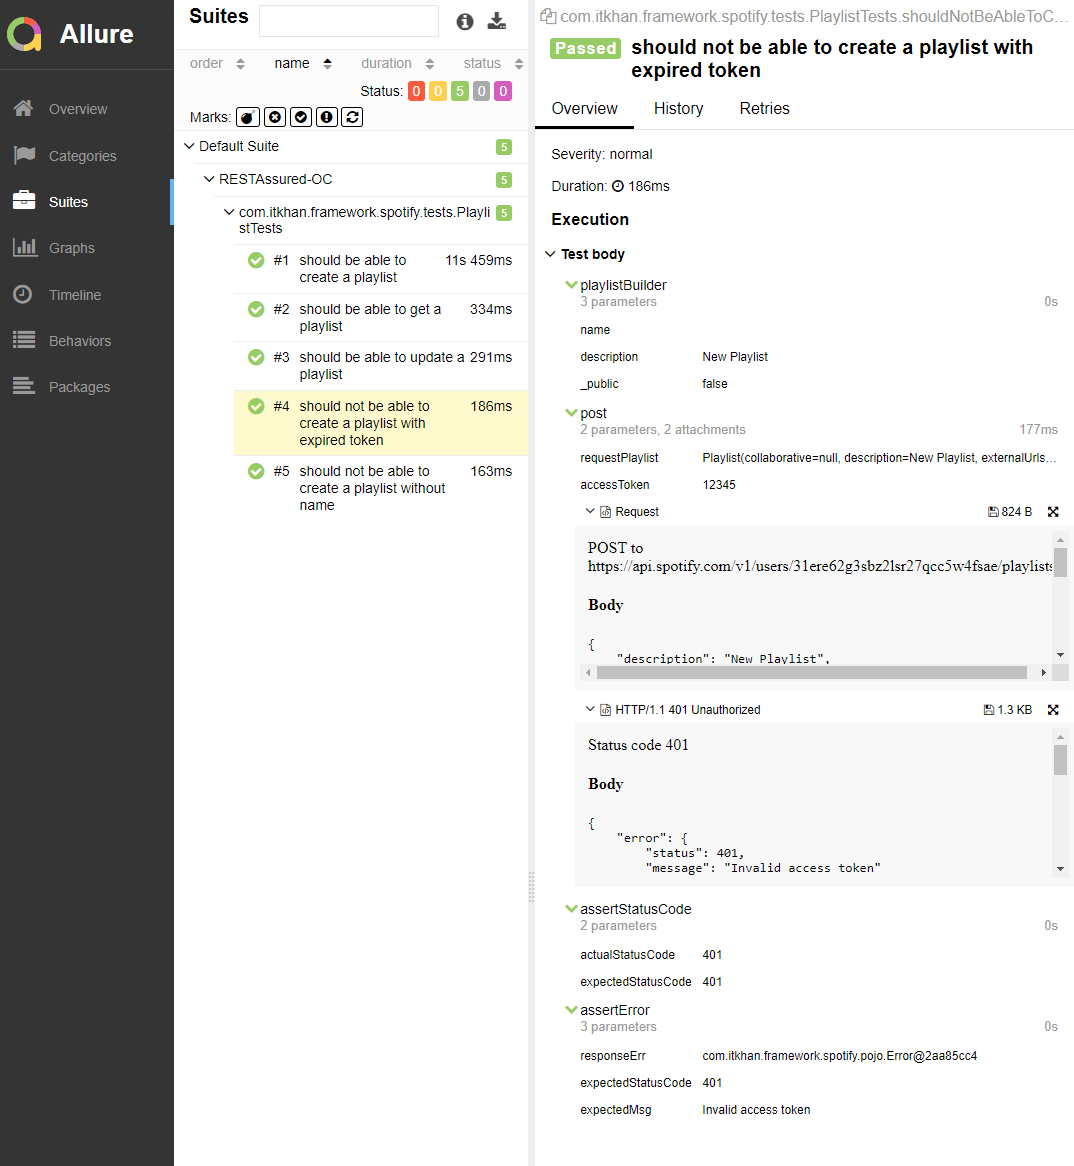 Allure
Overview
Categories
Suites
Graphs
Timeline
Behaviors
Packages
Suites
order name duration status
Status: 0 0 5 0 0
Marks:
Default Suite 5
RESTAssured-OC 5
com.itkhan.framework.spotify.tests.Playli 5
stTests
#1 should be able to 11s 459ms
create a playlist
#2 should be able to get a 334ms
playlist
#3 should be able to update a 291ms
playlist
#4 should not be able to 186ms
create a playlist with
expired token
#5 should not be able to 163ms
create a playlist without
name
com.itkhan.framework.spotify.tests.PlaylistTests.shouldNotBeAbleToC...
Passed should not be able to create a playlist with
expired token
Overview History Retries
Severity: normal
Duration: 186ms
Execution
Test body
playlistBuilder
3 parameters 0s
name
description New Playlist
_public false
post
2 parameters, 2 attachments 177ms
requestPlaylist Playlist(collaborative=null, description=New Playlist, externalUrls...
accessToken 12345
Request 824 B
POST to
https://api.spotify.com/v1/users/31ere62g3sbz2lsr27qcc5w4fsae/playlists
Body
{
"description": "New Playlist",
HTTP/1.1 401 Unauthorized 1.3 KB
Status code 401
Body
{
"error": {
"status": 401,
"message": "Invalid access token"
assertStatusCode
2 parameters 0s
actualStatusCode 401
expectedStatusCode 401
assertError
3 parameters 0s
responseErr com.itkhan.framework.spotify.pojo.Error@2aa85cc4
expectedStatusCode 401
expectedMsg Invalid access token